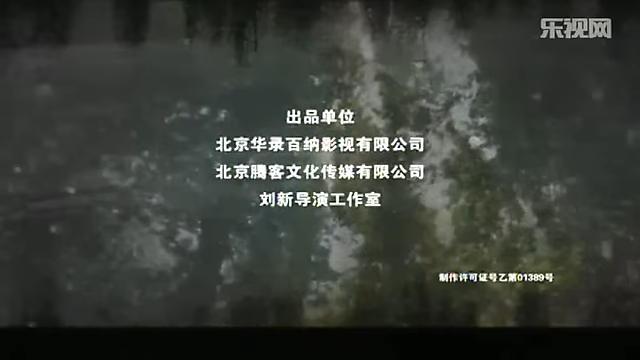 乐视网
出品单位
北京华录百纳影视有限公司
北京腾客文化传媒有限公司
刘新导演工作室
制作许可证号乙第01389号